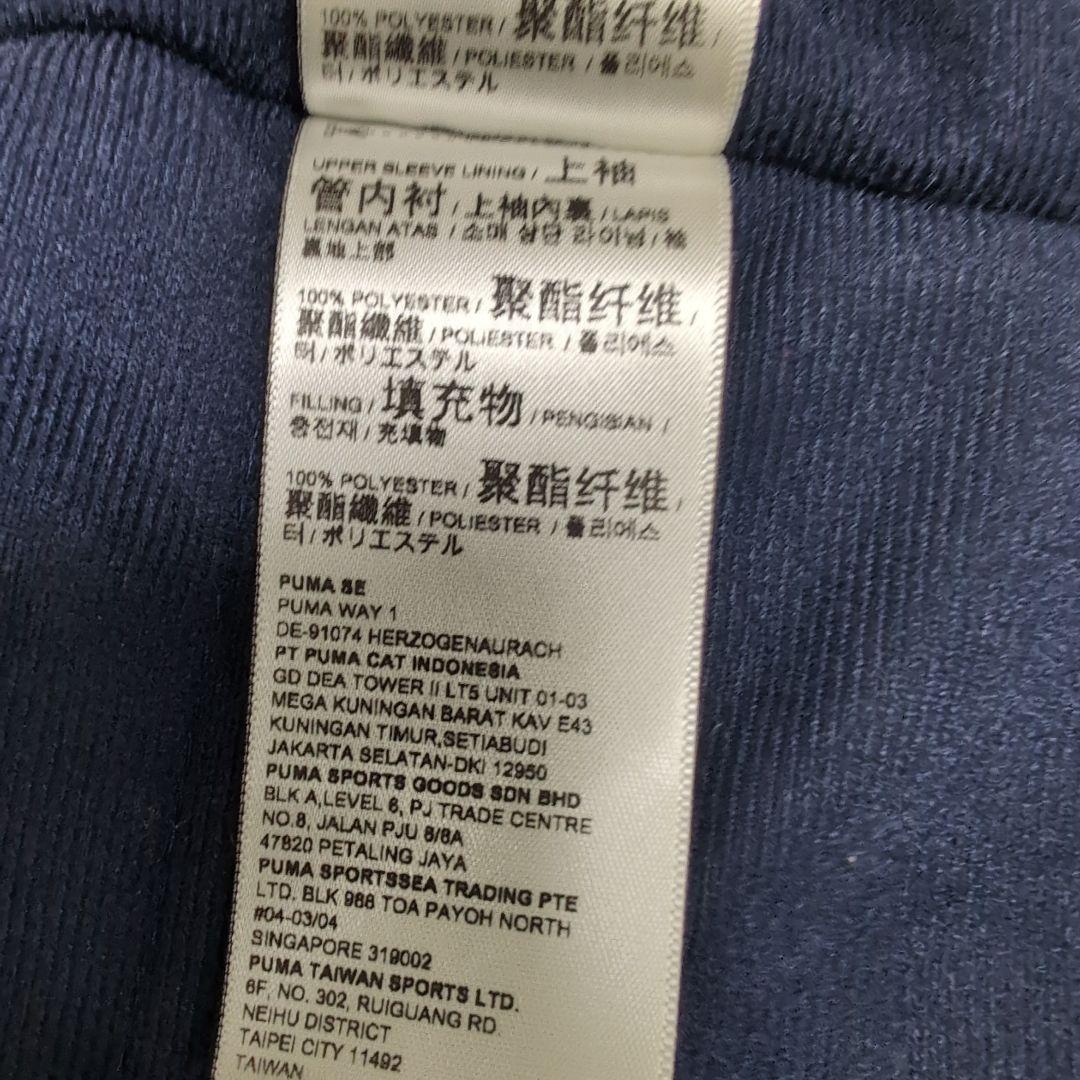 100% POLYESTER / 聚酯纤维 /
聚酯纖維 / POLIESTER / 폴리에스
터 / ポリエステル
UPPER SLEEVE LINING / 上袖
管内衬 / 上袖內裏 / LAPIS
LENGAN ATAS / 소매 상단 라이닝 / 袖
裏地上部
100% POLYESTER / 聚酯纤维 /
聚酯纖維 / POLIESTER / 폴리에스
터 / ポリエステル
FILLING / 填充物 / PENGISIAN /
충전재 / 充填物
100% POLYESTER / 聚酯纤维 /
聚酯纖維 / POLIESTER / 폴리에스
터 / ポリエステル
PUMA SE
PUMA WAY 1
DE-91074 HERZOGENAURACH
PT PUMA CAT INDONESIA
GD DEA TOWER II LT5 UNIT 01-03
MEGA KUNINGAN BARAT KAV E43
KUNINGAN TIMUR,SETIABUDI
JAKARTA SELATAN-DKI 12950
PUMA SPORTS GOODS SDN BHD
BLK A,LEVEL 6, PJ TRADE CENTRE
NO.8, JALAN PJU 8/8A
47820 PETALING JAYA
PUMA SPORTSSEA TRADING PTE
LTD. BLK 988 TOA PAYOH NORTH
#04-03/04
SINGAPORE 319002
PUMA TAIWAN SPORTS LTD.
6F, NO. 302, RUIGUANG RD.
NEIHU DISTRICT
TAIPEI CITY 11492
TAIWAN